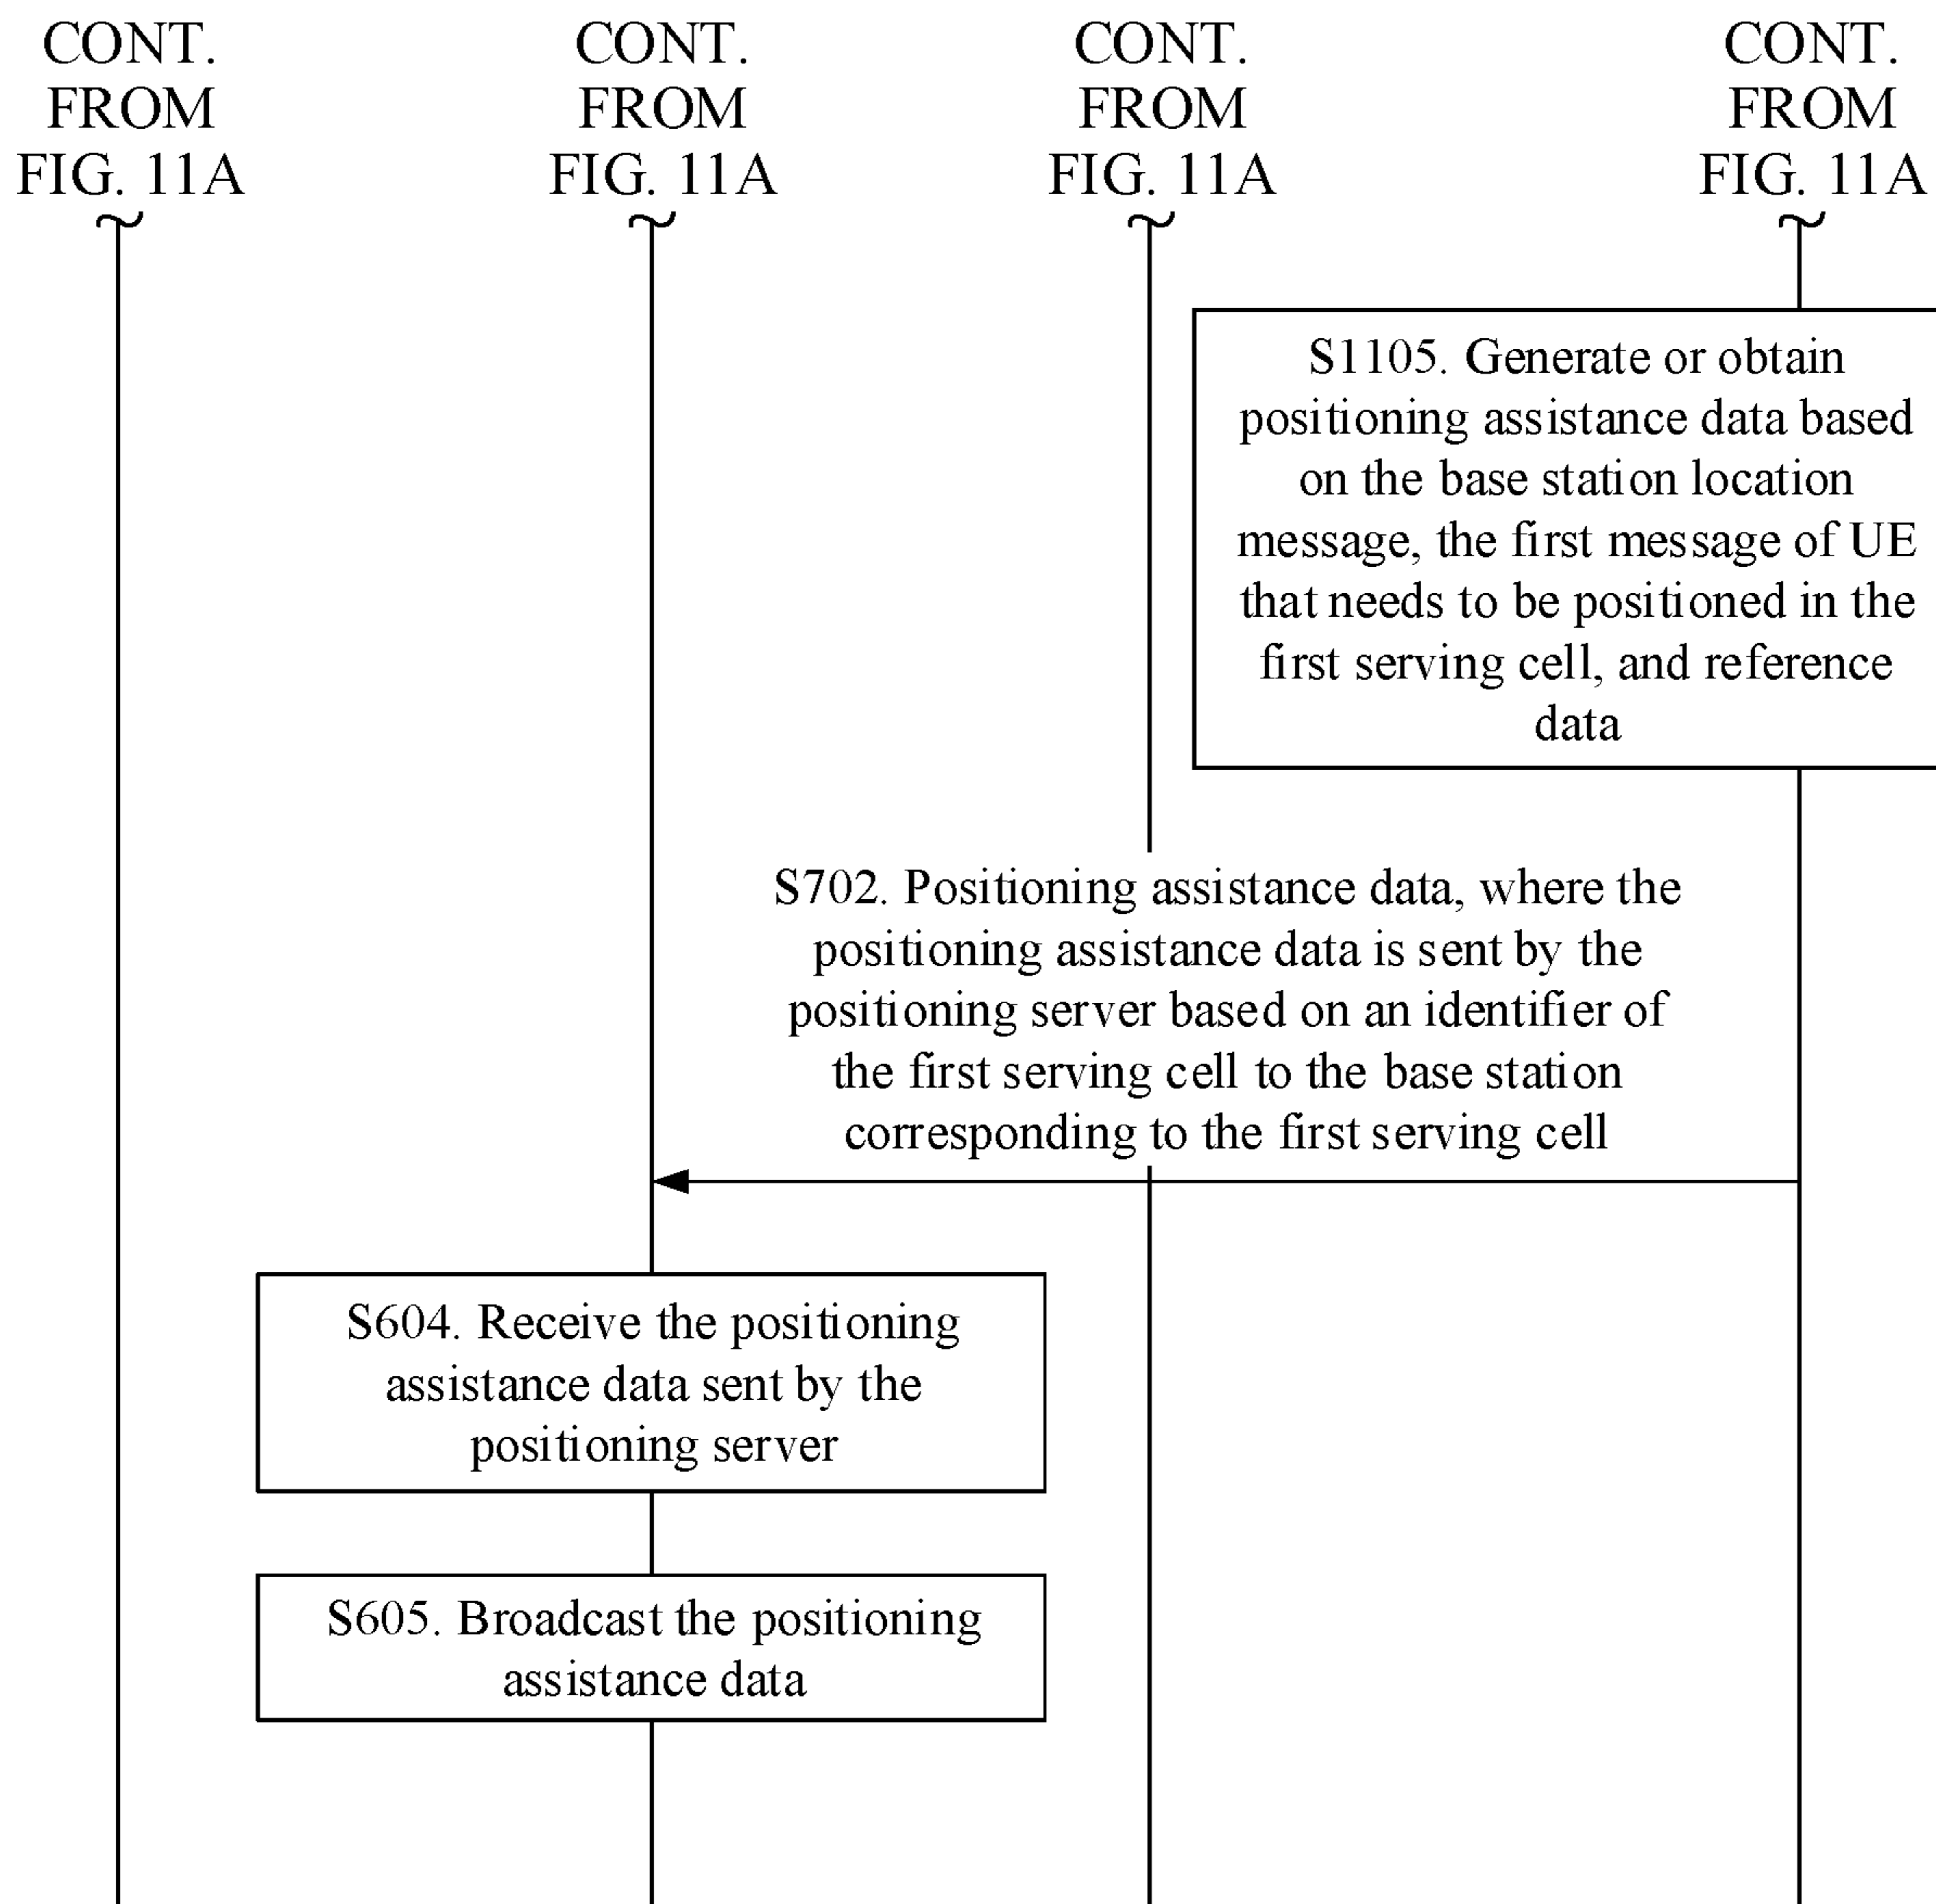 CONT.
FROM
FIG. 11A
CONT.
FROM
FIG. 11A
CONT.
FROM
FIG. 11A
CONT.
FROM
FIG. 11A
S1105. Generate or obtain
positioning assistance data based
on the base station location
message, the first message of UE
that needs to be positioned in the
first serving cell, and reference
data
S702. Positioning assistance data, where the
positioning assistance data is sent by the
positioning server based on an identifier of
the first serving cell to the base station
corresponding to the first serving cell
S604. Receive the positioning
assistance data sent by the
positioning server
S605. Broadcast the positioning
assistance data